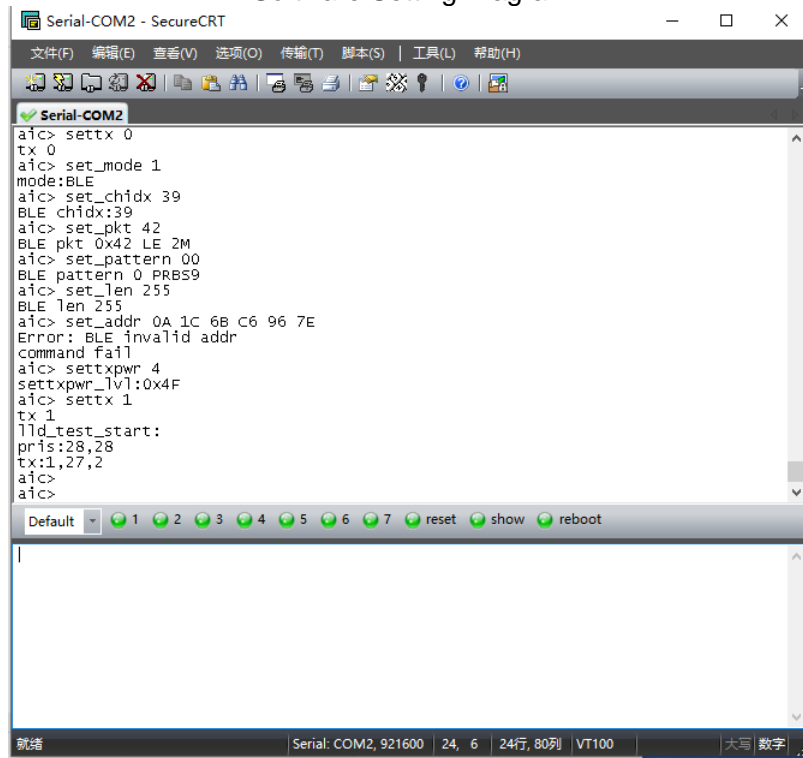 Serial-COM2 - SecureCRT
文件(F) 编辑(E) 查看(V) 选项(O) 传输(T) 脚本(S) | 工具(L) 帮助(H)
Serial-COM2
aic> settx 0
tx 0
aic> set_mode 1
mode:BLE
aic> set_chidx 39
BLE chidx:39
aic> set_pkt 42
BLE pkt 0x42 LE 2M
aic> set_pattern 00
BLE pattern 0 PRBS9
aic> set_len 255
BLE len 255
aic> set_addr 0A 1C 6B C6 96 7E
Error: BLE invalid addr
command fail
aic> settxpwr 4
settxpwr_lvl:0x4F
aic> settx 1
tx 1
lld_test_start:
pris:28,28
tx:1,27,2
aic>
aic>
Default 1 2 3 4 5 6 7 reset show reboot
就绪 Serial: COM2, 921600 24, 6 24行, 80列 VT100 大写 数字